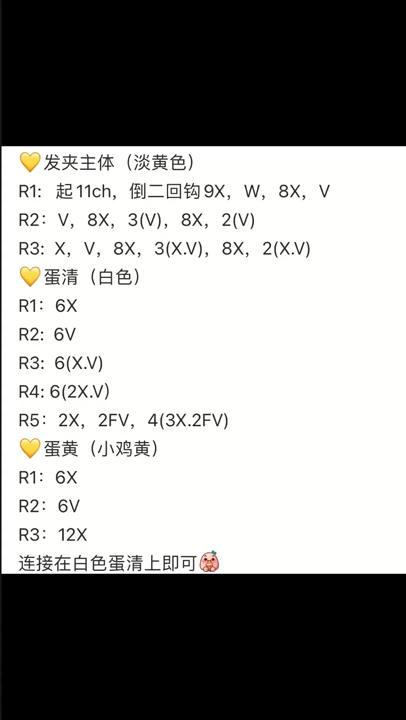 💛发夹主体（淡黄色）
R1: 起11ch，倒二回钩9X，W，8X，V
R2：V，8X，3(V)，8X，2(V)
R3: X，V，8X，3(X.V)，8X，2(X.V)
💛蛋清（白色）
R1：6X
R2: 6V
R3: 6(X.V)
R4: 6(2X.V）
R5：2X，2FV，4(3X.2FV)
💛蛋黄（小鸡黄）
R1：6X
R2：6V
R3：12X
连接在白色蛋清上即可